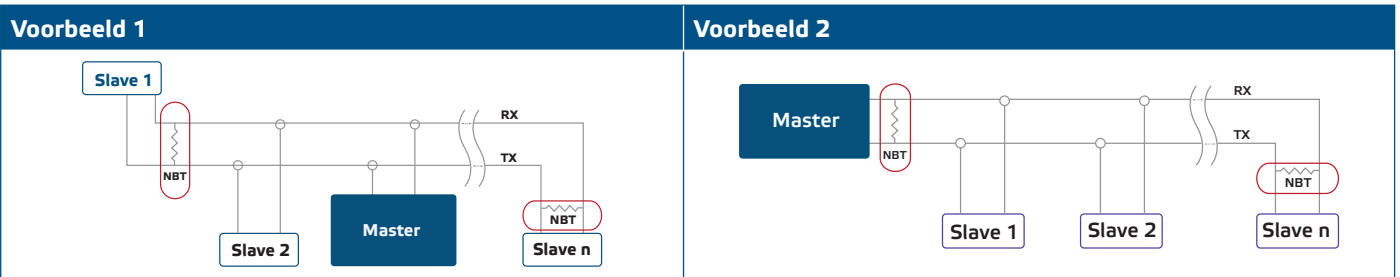 Voorbeeld 1
Slave 1
RX
TX
NBT
Master
NBT
Slave 2
Slave n
Voorbeeld 2
Master
RX
TX
NBT
NBT
Slave 1
Slave 2
Slave n